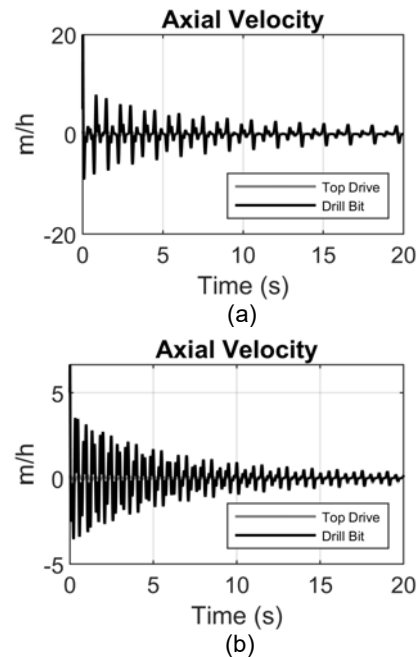 Axial Velocity
20
0
-20
m/h
Top Drive
Drill Bit
0 5 10 15 20
Time (s)
(a)
Axial Velocity
5
0
-5
m/h
Top Drive
Drill Bit
0 5 10 15 20
Time (s)
(b)